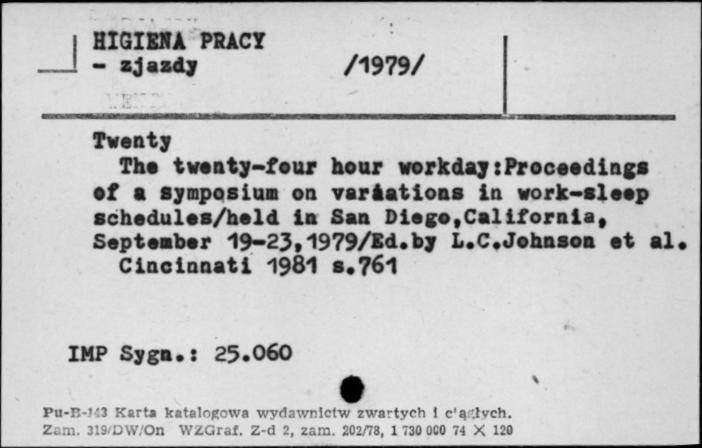 HIGIENA PRACY
- zjazdy /1979/
Twenty
The twenty-four hour workday:Proceedings
of a symposium on variations in work-sleep
schedules/held in San Diego,California,
September 19-23,1979/Ed.by L.C.Johnson et al.
Cincinnati 1981 s.761
IMP Sygn.: 25.060
Pu-B-143 Karta katalogowa wydawnictw zwartych i ciągłych.
Zam. 319/DW/On WZGraf. Z-d 2, zam. 202/78, 1 730 000 74 X 120